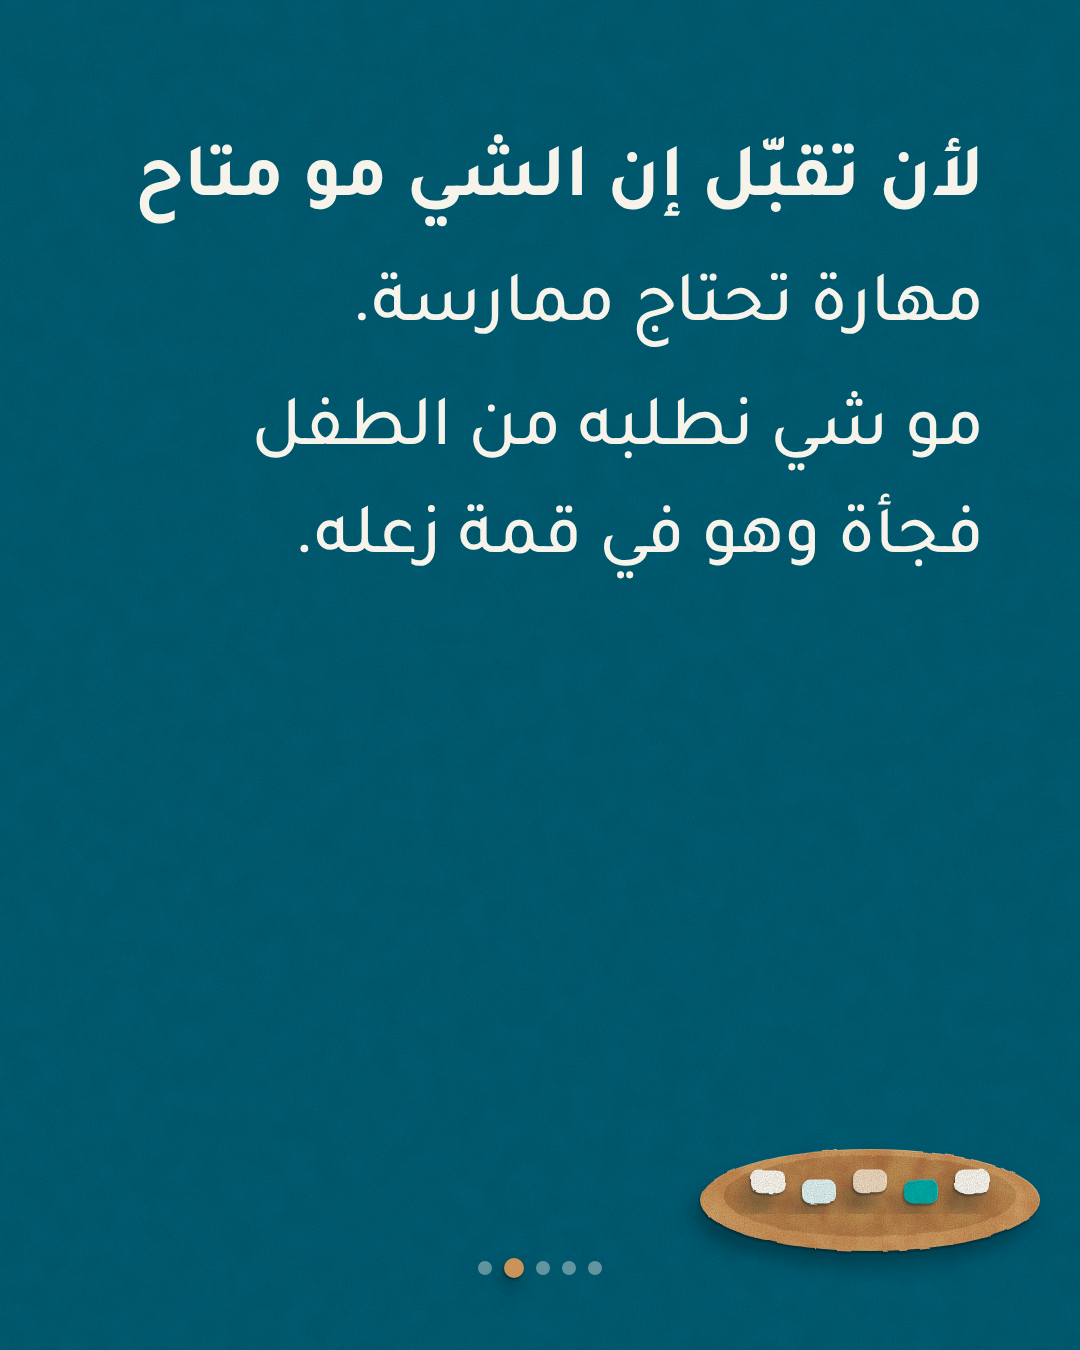 لأن تقبّل إن الشي مو متاح
مهارة تحتاج ممارسة.
مو شي نطلبه من الطفل
فجأة وهو في قمة زعله.